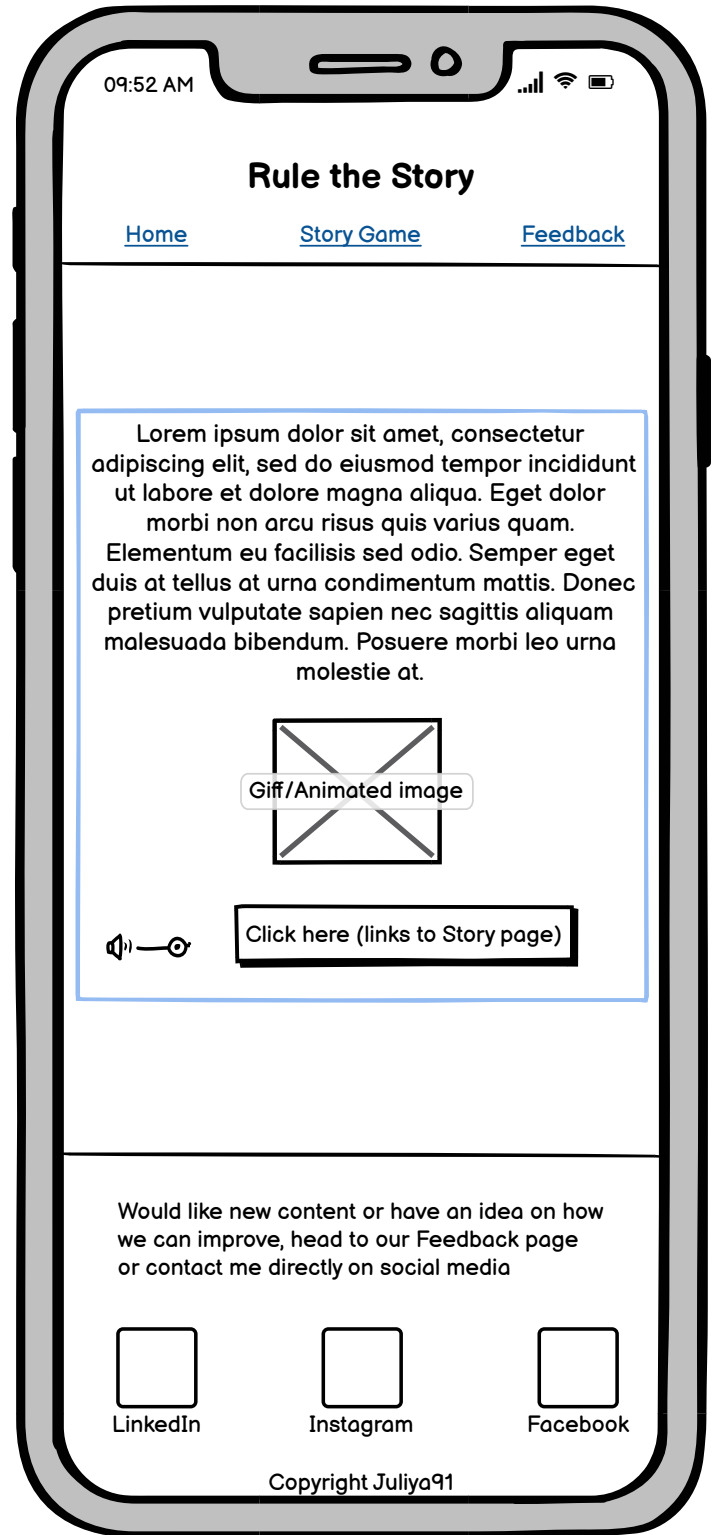 09:52 AM
Rule the Story
Home Story Game Feedback
Lorem ipsum dolor sit amet, consectetur
adipiscing elit, sed do eiusmod tempor incididunt
ut labore et dolore magna aliqua. Eget dolor
morbi non arcu risus quis varius quam.
Elementum eu facilisis sed odio. Semper eget
duis at tellus at urna condimentum mattis. Donec
pretium vulputate sapien nec sagittis aliquam
malesuada bibendum. Posuere morbi leo urna
molestie at.
Giff/Animated image
Click here (links to Story page)
Would like new content or have an idea on how
we can improve, head to our Feedback page
or contact me directly on social media
LinkedIn Instagram Facebook
Copyright Juliya91